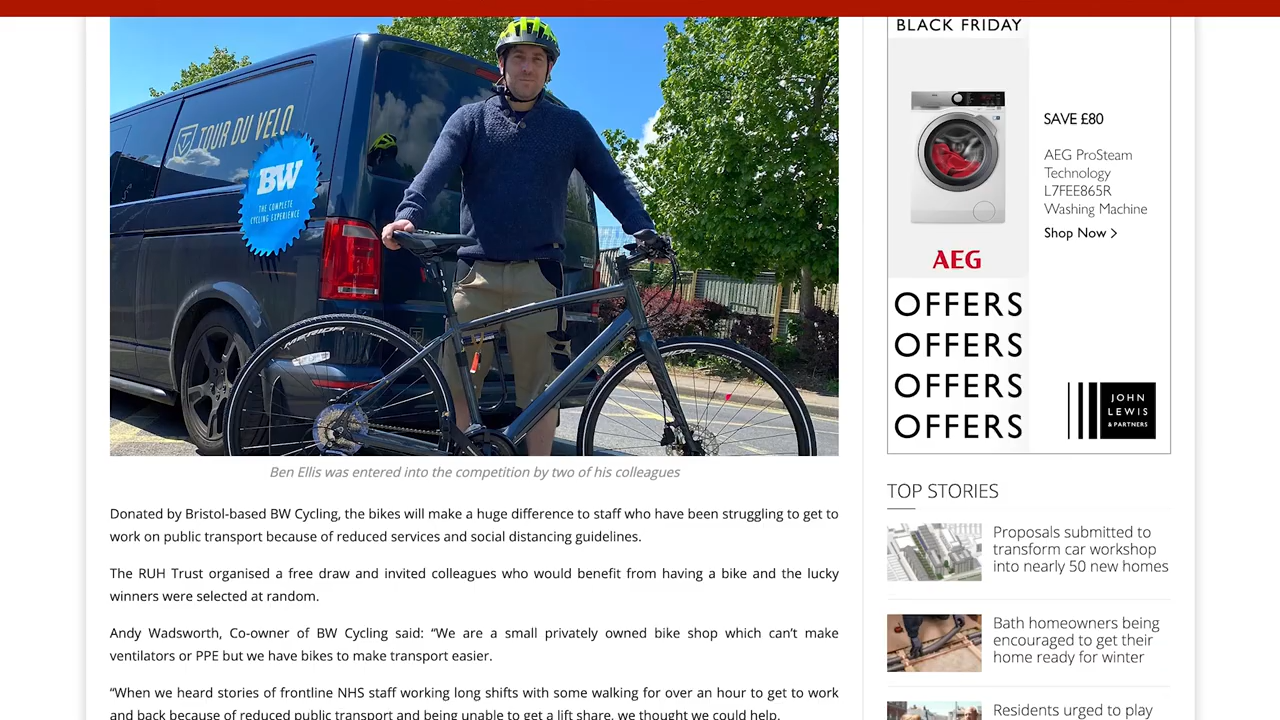 TOUR DU VELO
BW
THE COMPLETE
CYCLING EXPERIENCE
Ben Ellis was entered into the competition by two of his colleagues
Donated by Bristol-based BW Cycling, the bikes will make a huge difference to staff who have been struggling to get to
work on public transport because of reduced services and social distancing guidelines.
The RUH Trust organised a free draw and invited colleagues who would benefit from having a bike and the lucky
winners were selected at random.
Andy Wadsworth, Co-owner of BW Cycling said: “We are a small privately owned bike shop which can’t make
ventilators or PPE but we have bikes to make transport easier.
“When we heard stories of frontline NHS staff working long shifts with some walking for over an hour to get to work
and back because of reduced public transport and being unable to get a lift share, we thought we could help.
BLACK FRIDAY
SAVE £80
AEG ProSteam
Technology
L7FEE865R
Washing Machine
Shop Now >
AEG
OFFERS
OFFERS
OFFERS
OFFERS
JOHN
LEWIS
& PARTNERS
TOP STORIES
Proposals submitted to
transform car workshop
into nearly 50 new homes
Bath homeowners being
encouraged to get their
home ready for winter
Residents urged to play